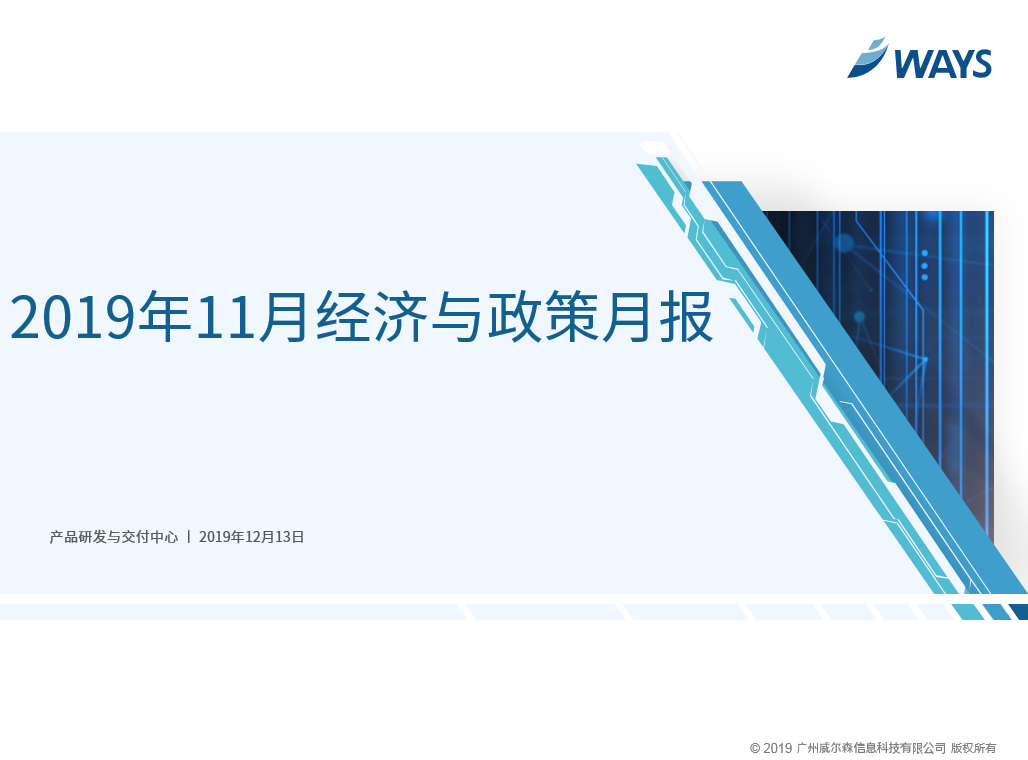 WAYS
2019年11月经济与政策月报
产品研发与交付中心 丨 2019年12月13日
© 2019 广州威尔森信息科技有限公司 版权所有